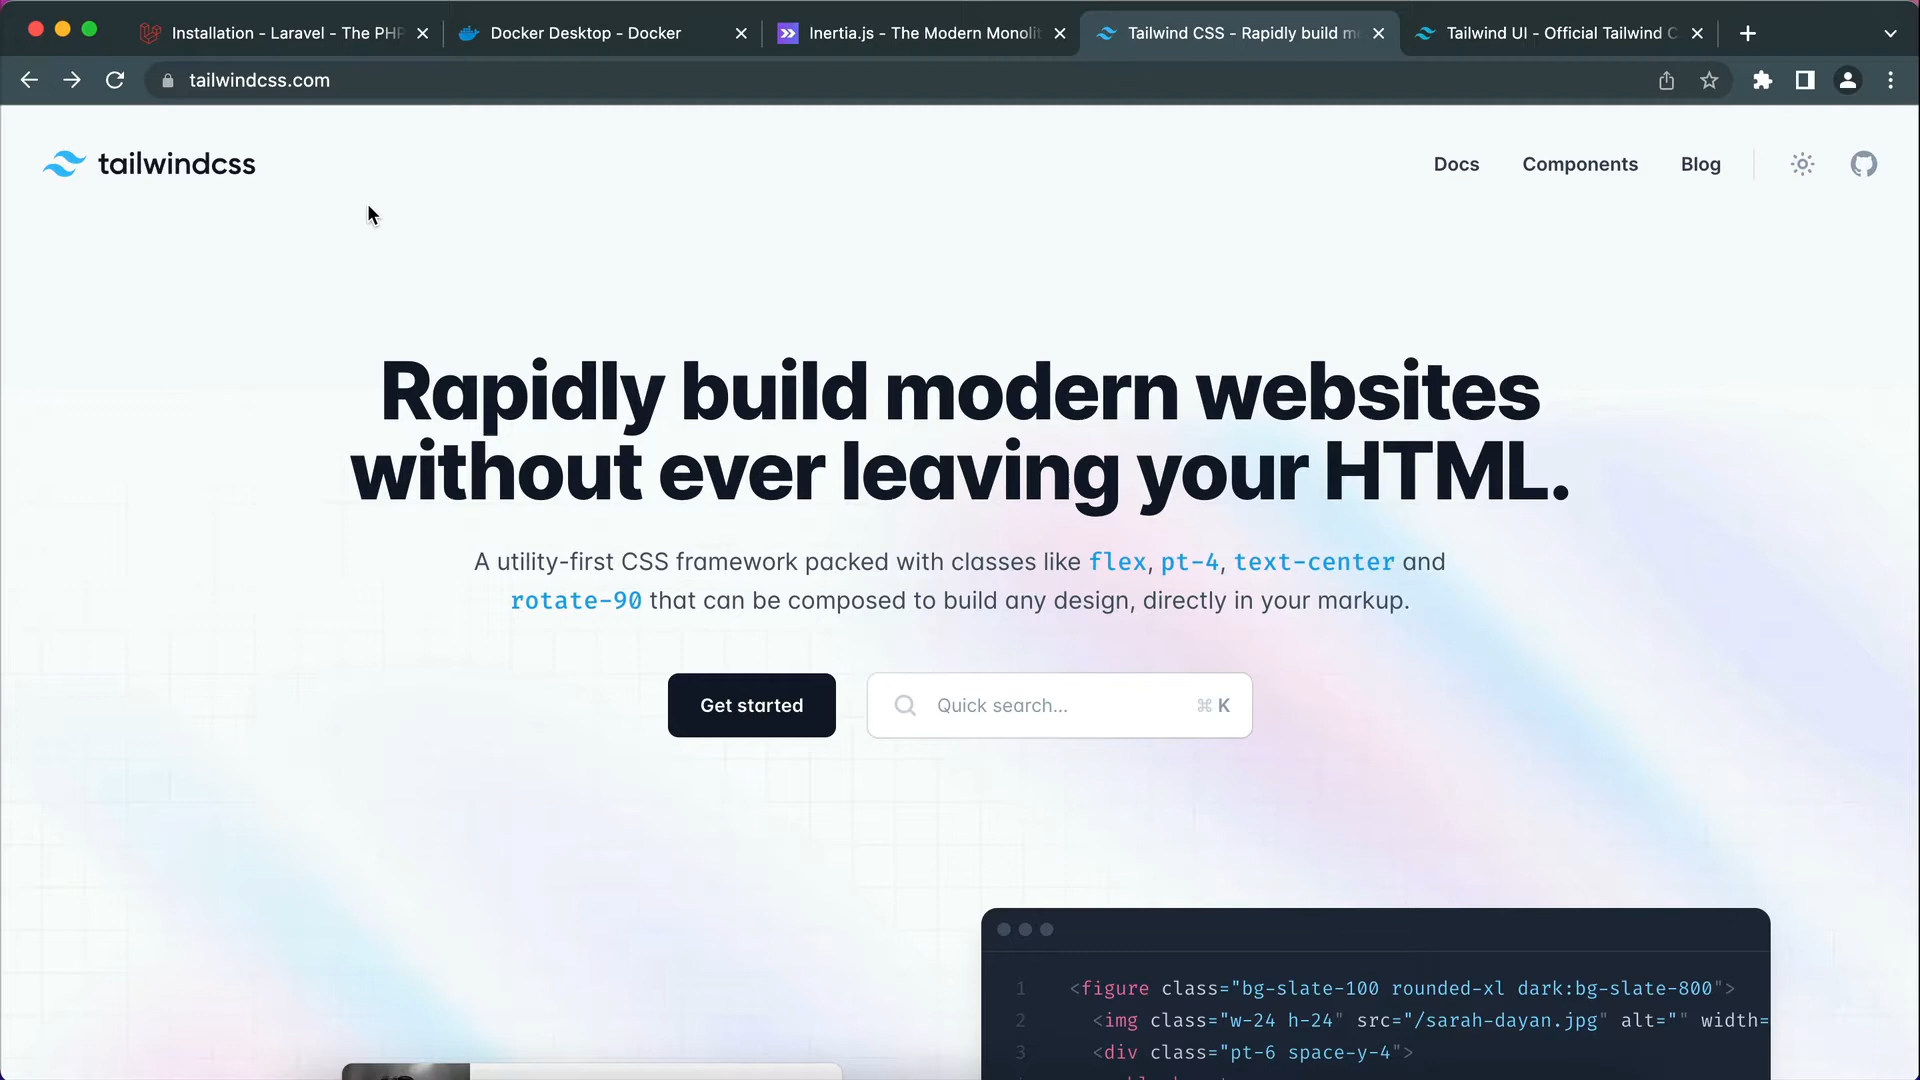 Installation - Laravel - The PHP
Docker Desktop - Docker
Inertia.js - The Modern Monolit
Tailwind CSS - Rapidly build m
Tailwind UI - Official Tailwind C
tailwindcss.com
tailwindcss
Docs
Components
Blog
Rapidly build modern websites
without ever leaving your HTML.
A utility-first CSS framework packed with classes like flex, pt-4, text-center and
rotate-90 that can be composed to build any design, directly in your markup.
Get started
Quick search...
⌘ K
1 <figure class="bg-slate-100 rounded-xl dark:bg-slate-800">
2 <img class="w-24 h-24" src="/sarah-dayan.jpg" alt="" width=
3 <div class="pt-6 space-y-4">